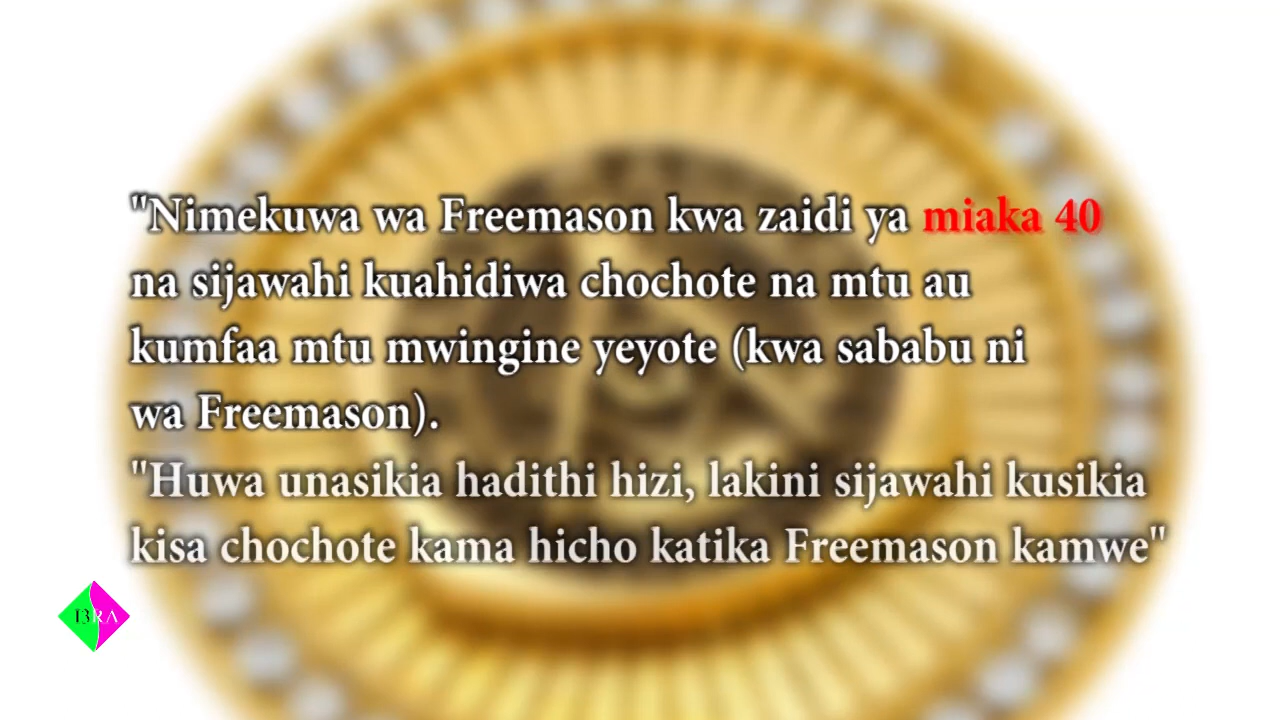 "Nimekuwa wa Freemason kwa zaidi ya miaka 40
na sijawahi kuahidiwa chochote na mtu au
kumfaa mtu mwingine yeyote (kwa sababu ni
wa Freemason).
"Huwa unasikia hadithi hizi, lakini sijawahi kusikia
kisa chochote kama hicho katika Freemason kamwe"
IBRA